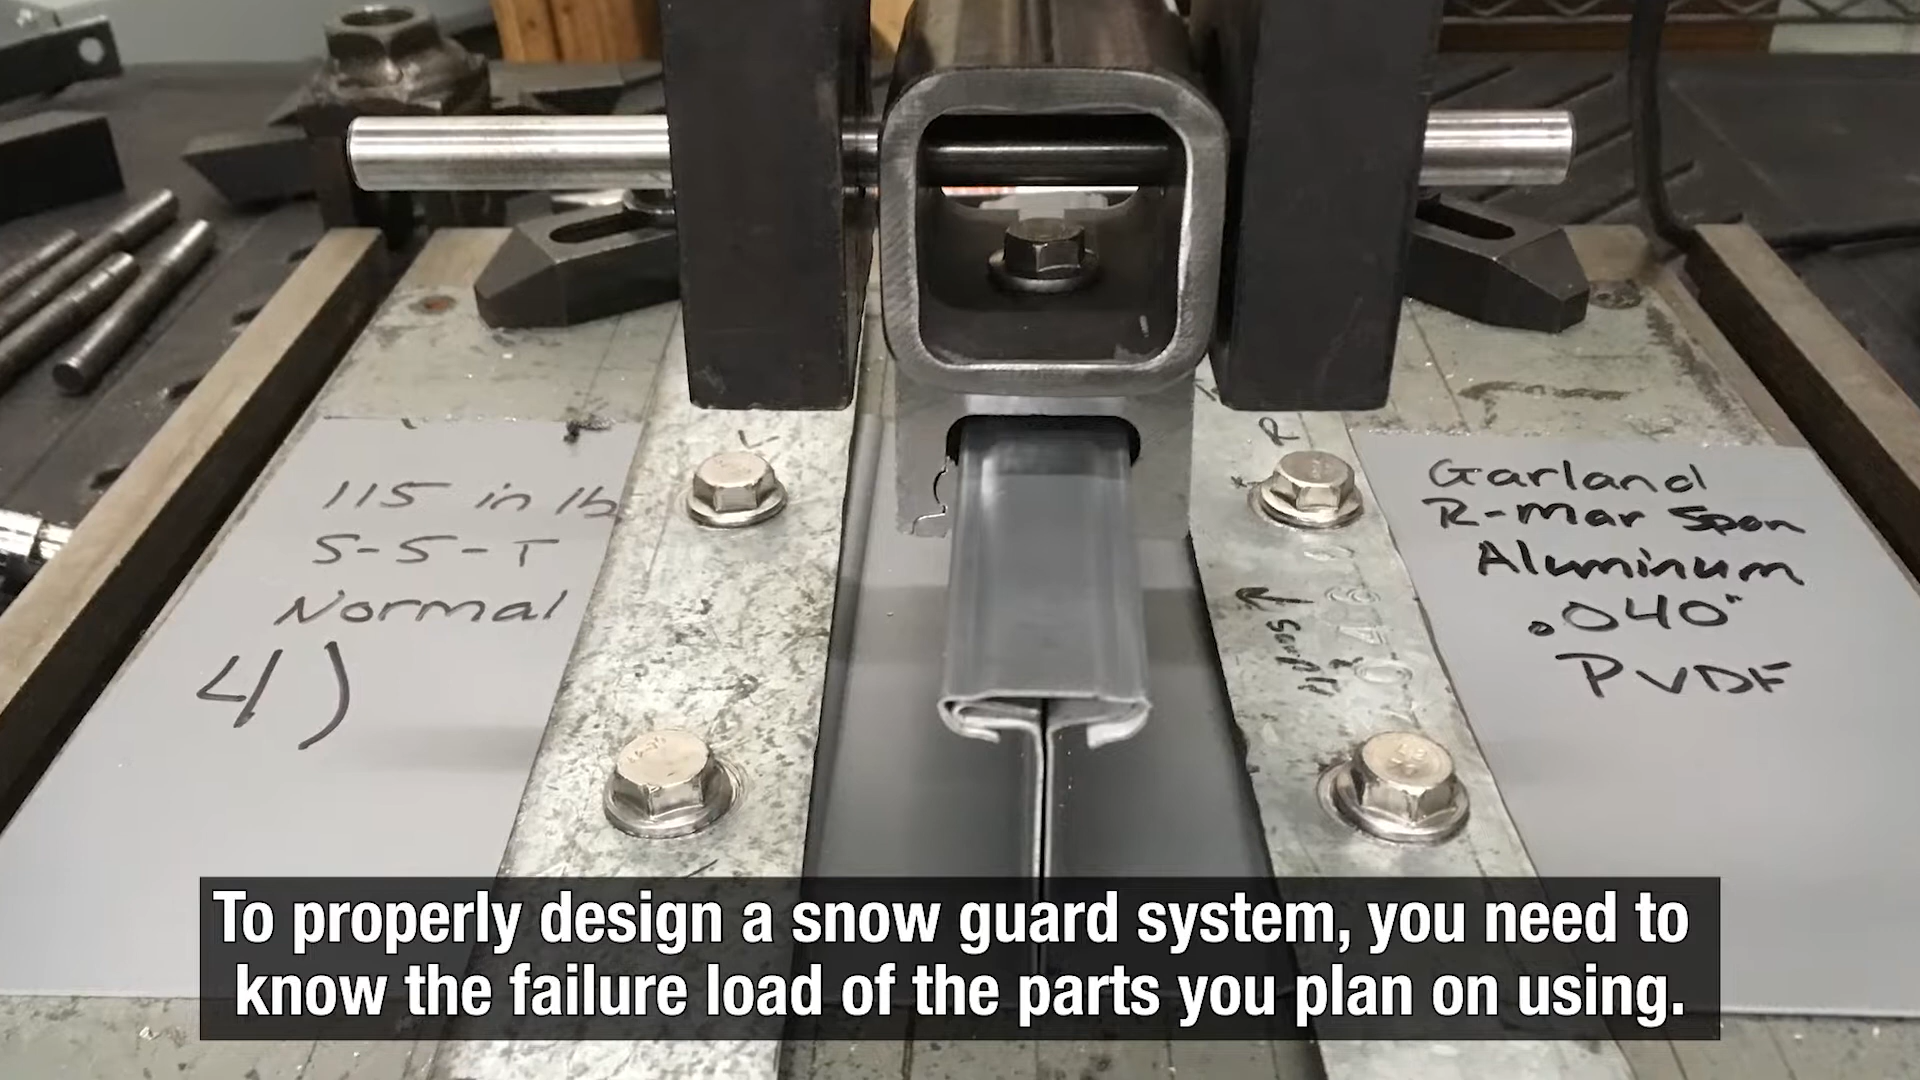 115 in lb
S-5-T
Normal
4)
L
R
Garland
R-Mar Span
Aluminum
.040"
PVDF
To properly design a snow guard system, you need to
know the failure load of the parts you plan on using.